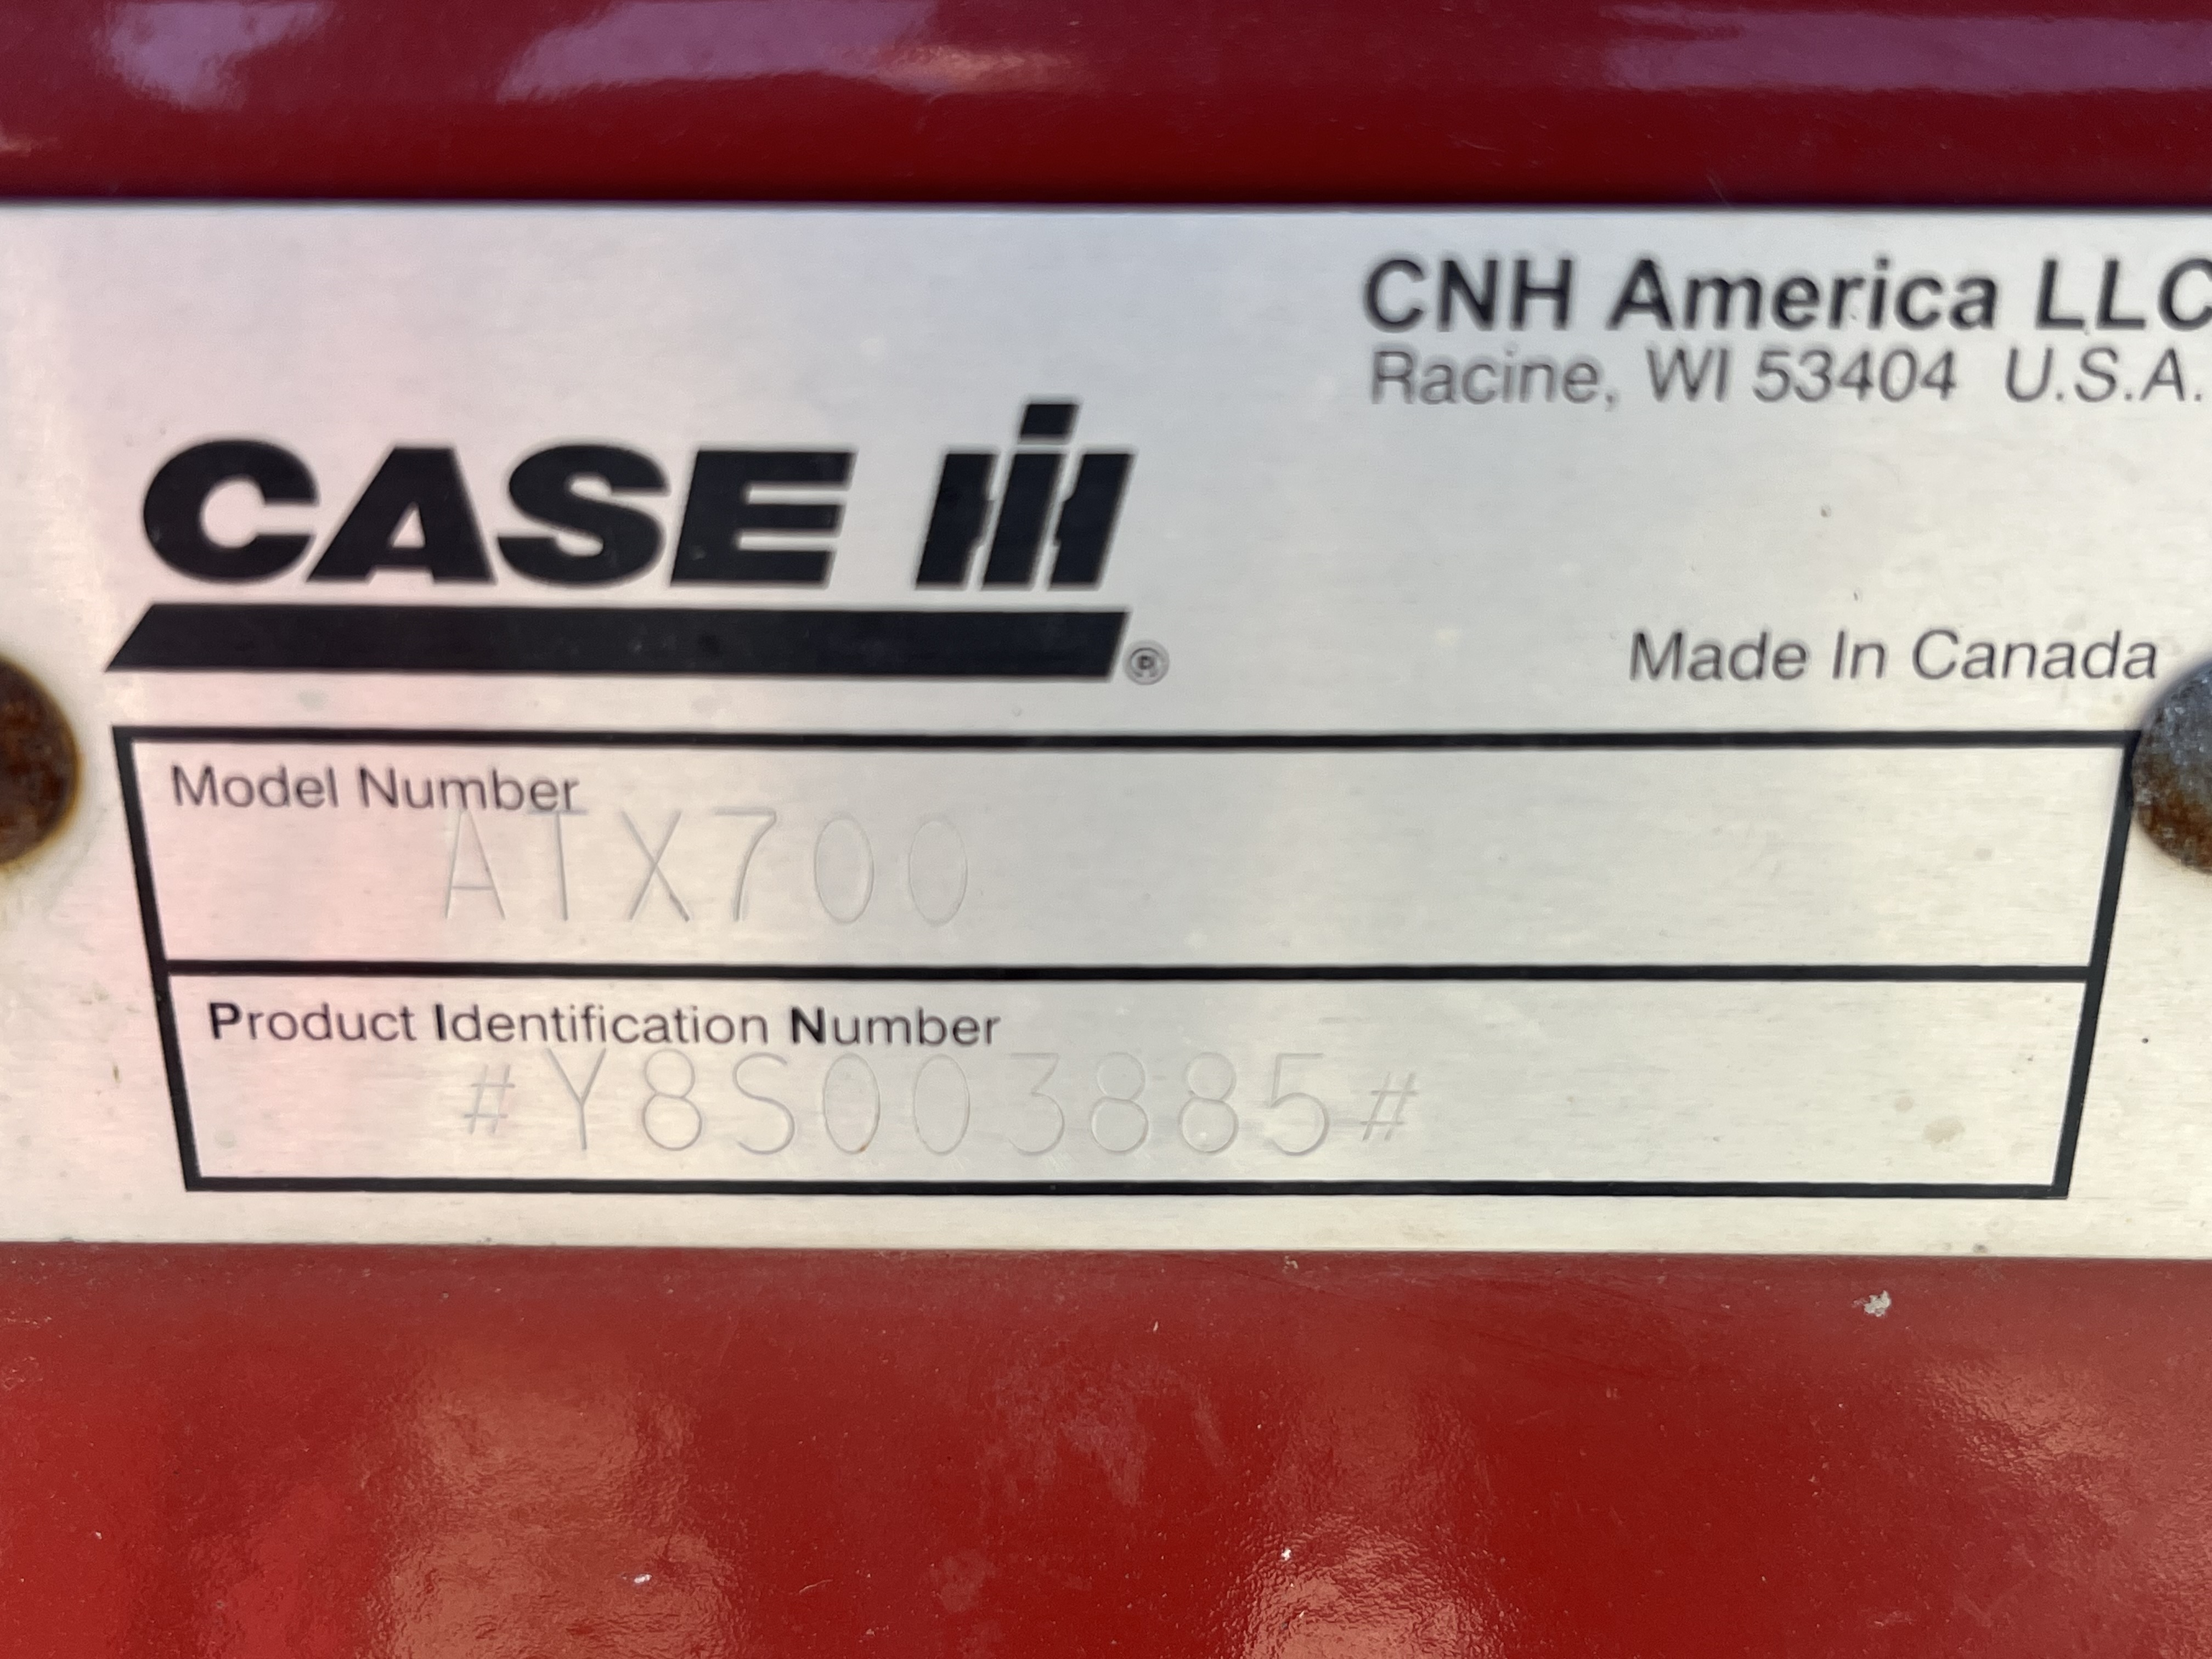 CNH America LLC
Racine, WI 53404 U.S.A.
CASE IH ®
Made In Canada
Model Number
ATX700
Product Identification Number
#Y8S003885#